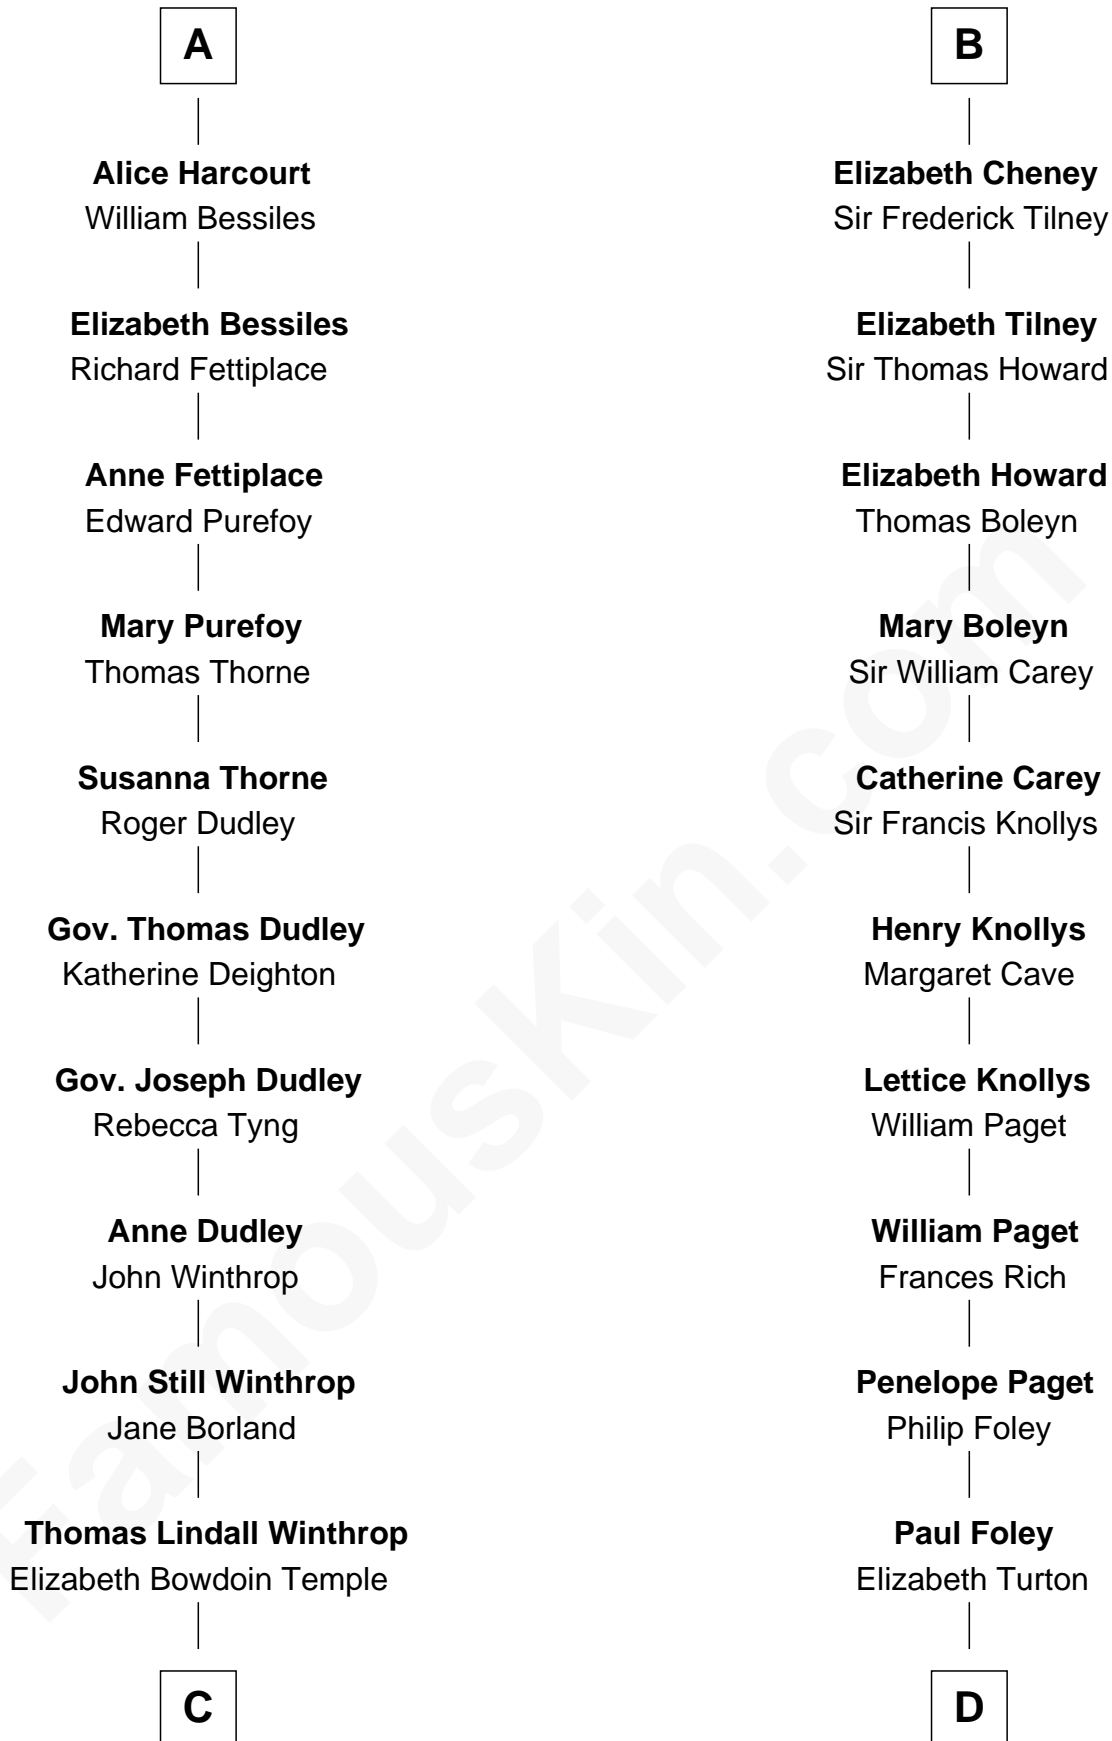 A
Alice Harcourt
William Bessiles
Elizabeth Bessiles
Richard Fettiplace
Anne Fettiplace
Edward Purefoy
Mary Purefoy
Thomas Thorne
Susanna Thorne
Roger Dudley
Gov. Thomas Dudley
Katherine Deighton
Gov. Joseph Dudley
Rebecca Tyng
Anne Dudley
John Winthrop
John Still Winthrop
Jane Borland
Thomas Lindall Winthrop
Elizabeth Bowdoin Temple
C
B
Elizabeth Cheney
Sir Frederick Tilney
Elizabeth Tilney
Sir Thomas Howard
Elizabeth Howard
Thomas Boleyn
Mary Boleyn
Sir William Carey
Catherine Carey
Sir Francis Knollys
Henry Knollys
Margaret Cave
Lettice Knollys
William Paget
William Paget
Frances Rich
Penelope Paget
Philip Foley
Paul Foley
Elizabeth Turton
D
FamousKin.com